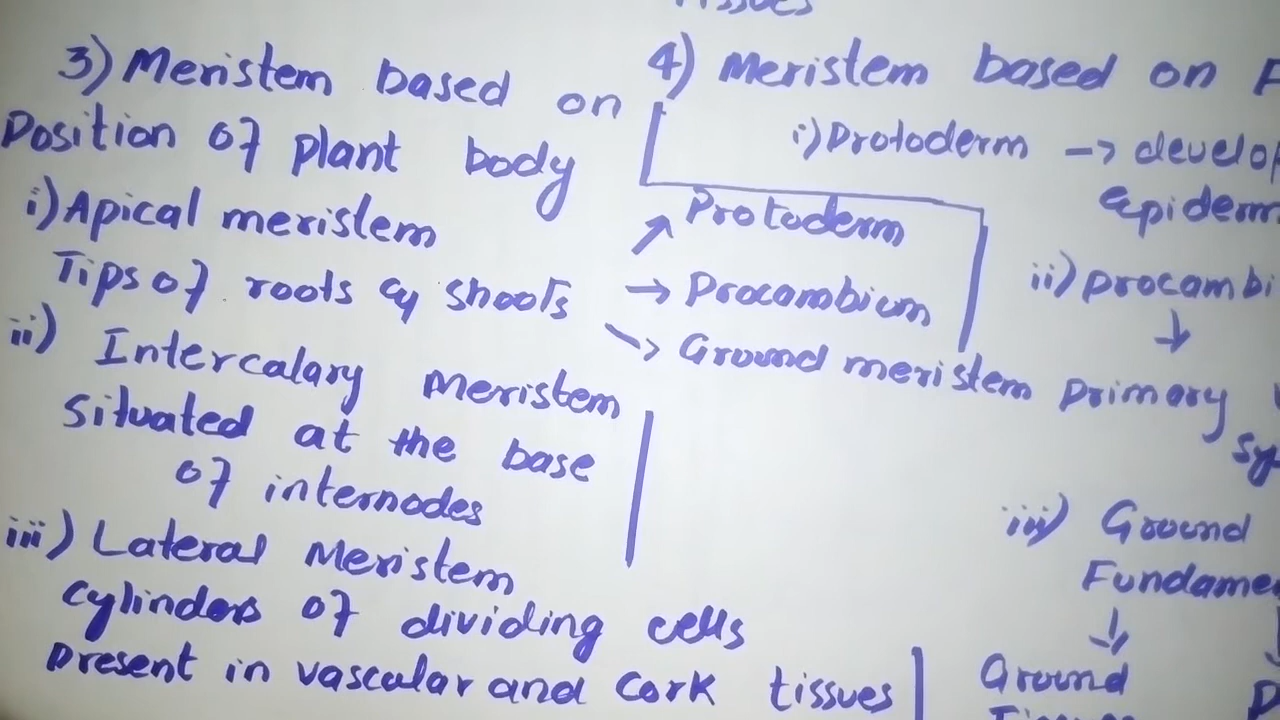 Tissues
3) Meristem based on
Position of plant body
i) Apical meristem
Tips of roots & shoots
→ Protoderm
→ Procambium
→ Ground meristem
ii) Intercalary Meristem
situated at the base
of internodes
iii) Lateral Meristem
cylinders of dividing cells
present in vascular and cork tissues
4) Meristem based on F
i) Protoderm → develop
epiderm
ii) procambi
↓
primary
sy
iii) Ground
Fundame
↓
Ground